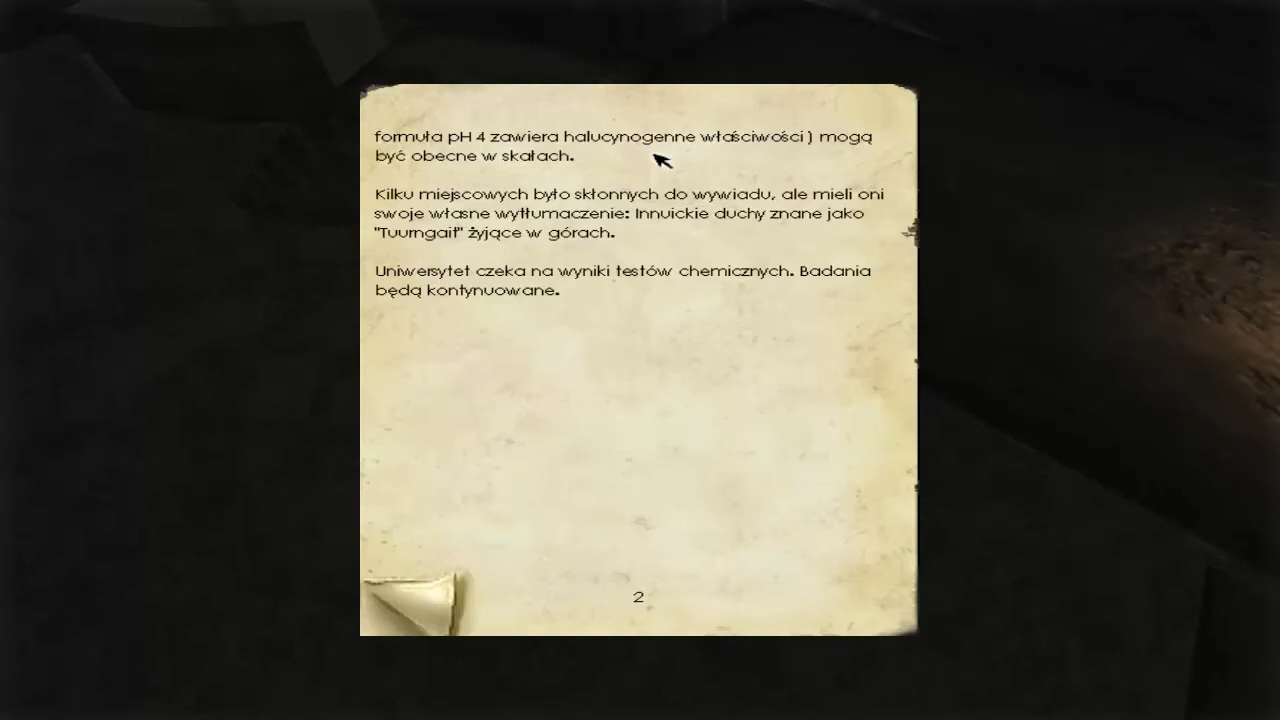 formuła pH 4 zawiera halucynogenne właściwości ) mogą
być obecne w skałach.
Kilku miejscowych było skłonnych do wywiadu, ale mieli oni
swoje własne wytłumaczenie: Innuickie duchy znane jako
"Tuurngait" żyjące w górach.
Uniwersytet czeka na wyniki testów chemicznych. Badania
będą kontynuowane.
2